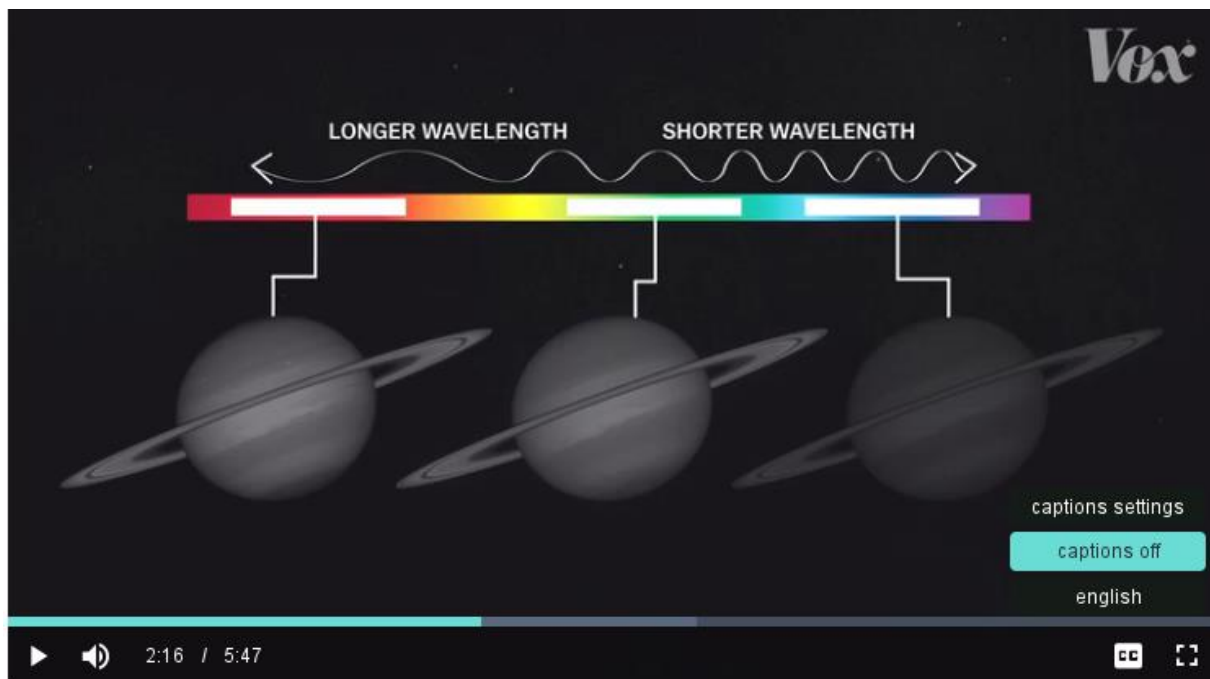 Vox
LONGER WAVELENGTH SHORTER WAVELENGTH
captions settings
captions off
english
2:16 / 5:47 CC